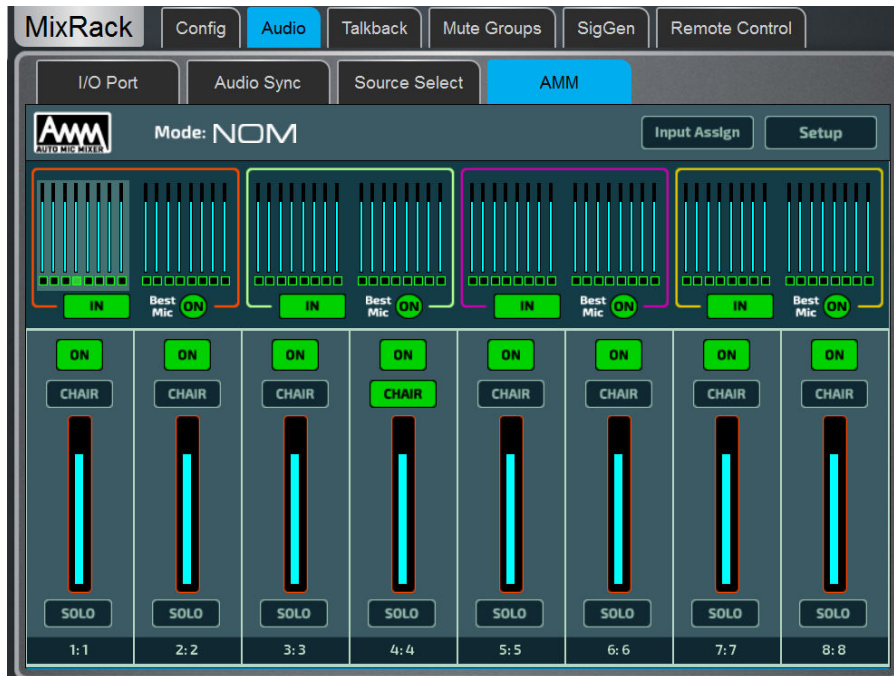 MixRack Config Audio Talkback Mute Groups SigGen Remote Control
I/O Port Audio Sync Source Select AMM
AMM AUTO MIC MIXER Mode: NOM Input Assign Setup
IN Best Mic ON IN Best Mic ON IN Best Mic ON IN Best Mic ON
ON ON ON ON ON ON ON ON
CHAIR CHAIR CHAIR CHAIR CHAIR CHAIR CHAIR CHAIR
SOLO SOLO SOLO SOLO SOLO SOLO SOLO SOLO
1:1 2:2 3:3 4:4 5:5 6:6 7:7 8:8